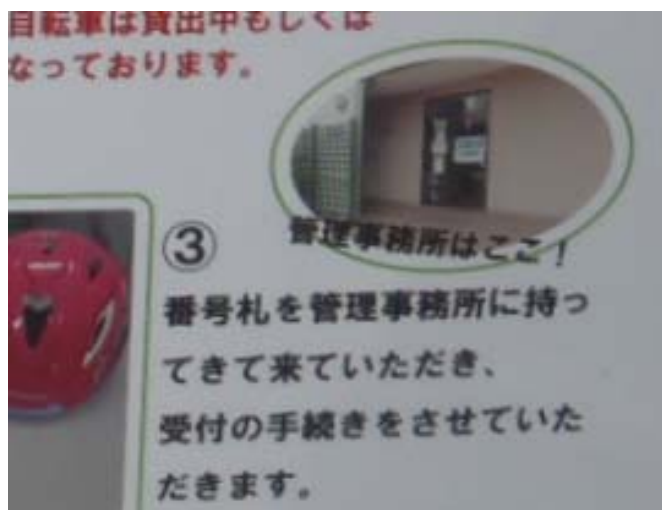 自転車は貸出中もしくは
なっております。
管理事務所はここ！
③
番号札を管理事務所に持っ
てきて来ていただき、
受付の手続きをさせていた
だきます。